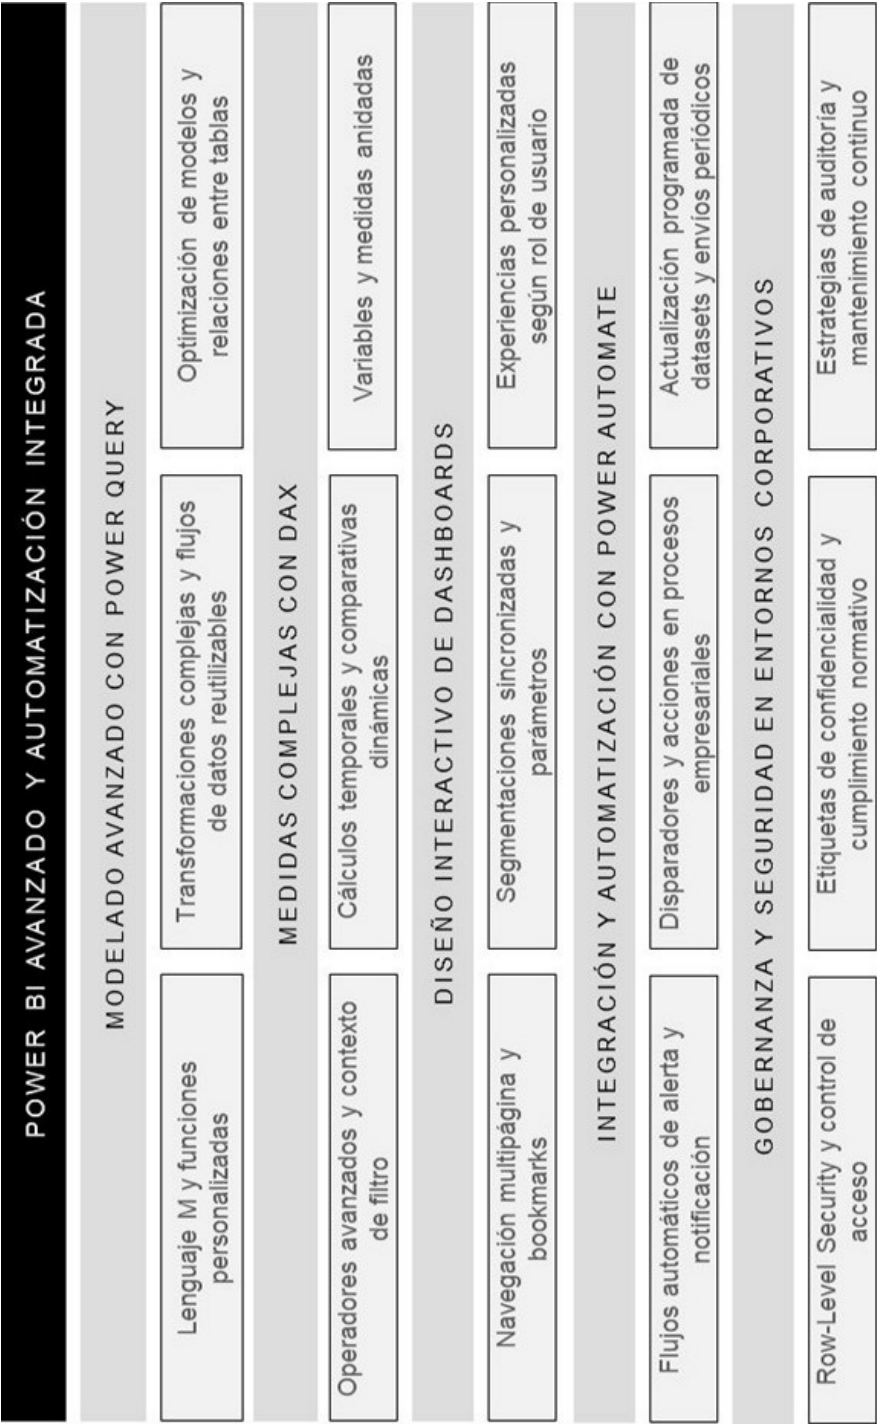 POWER BI AVANZADO Y AUTOMATIZACIÓN INTEGRADA
MODELADO AVANZADO CON POWER QUERY
Lenguaje M y funciones
personalizadas
Transformaciones complejas y flujos
de datos reutilizables
Optimización de modelos y
relaciones entre tablas
MEDIDAS COMPLEJAS CON DAX
Operadores avanzados y contexto
de filtro
Cálculos temporales y comparativas
dinámicas
Variables y medidas anidadas
DISEÑO INTERACTIVO DE DASHBOARDS
Navegación multipágina y
bookmarks
Segmentaciones sincronizadas y
parámetros
Experiencias personalizadas
según rol de usuario
INTEGRACIÓN Y AUTOMATIZACIÓN CON POWER AUTOMATE
Flujos automáticos de alerta y
notificación
Disparadores y acciones en procesos
empresariales
Actualización programada de
datasets y envíos periódicos
GOBERNANZA Y SEGURIDAD EN ENTORNOS CORPORATIVOS
Row-Level Security y control de
acceso
Etiquetas de confidencialidad y
cumplimiento normativo
Estrategias de auditoría y
mantenimiento continuo